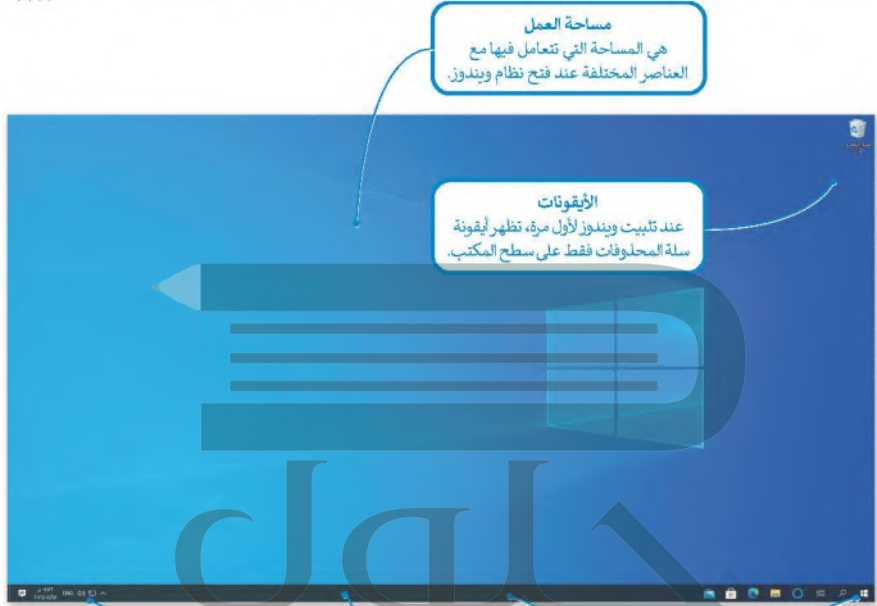 مساحة العمل
هي المساحة التي تتعامل فيها مع
العناصر المختلفة عند فتح نظام ويندوز.
الأيقونات
عند تثبيت ويندوز لأول مرة، تظهر أيقونة
سلة المحذوفات فقط على سطح المكتب.
ENG